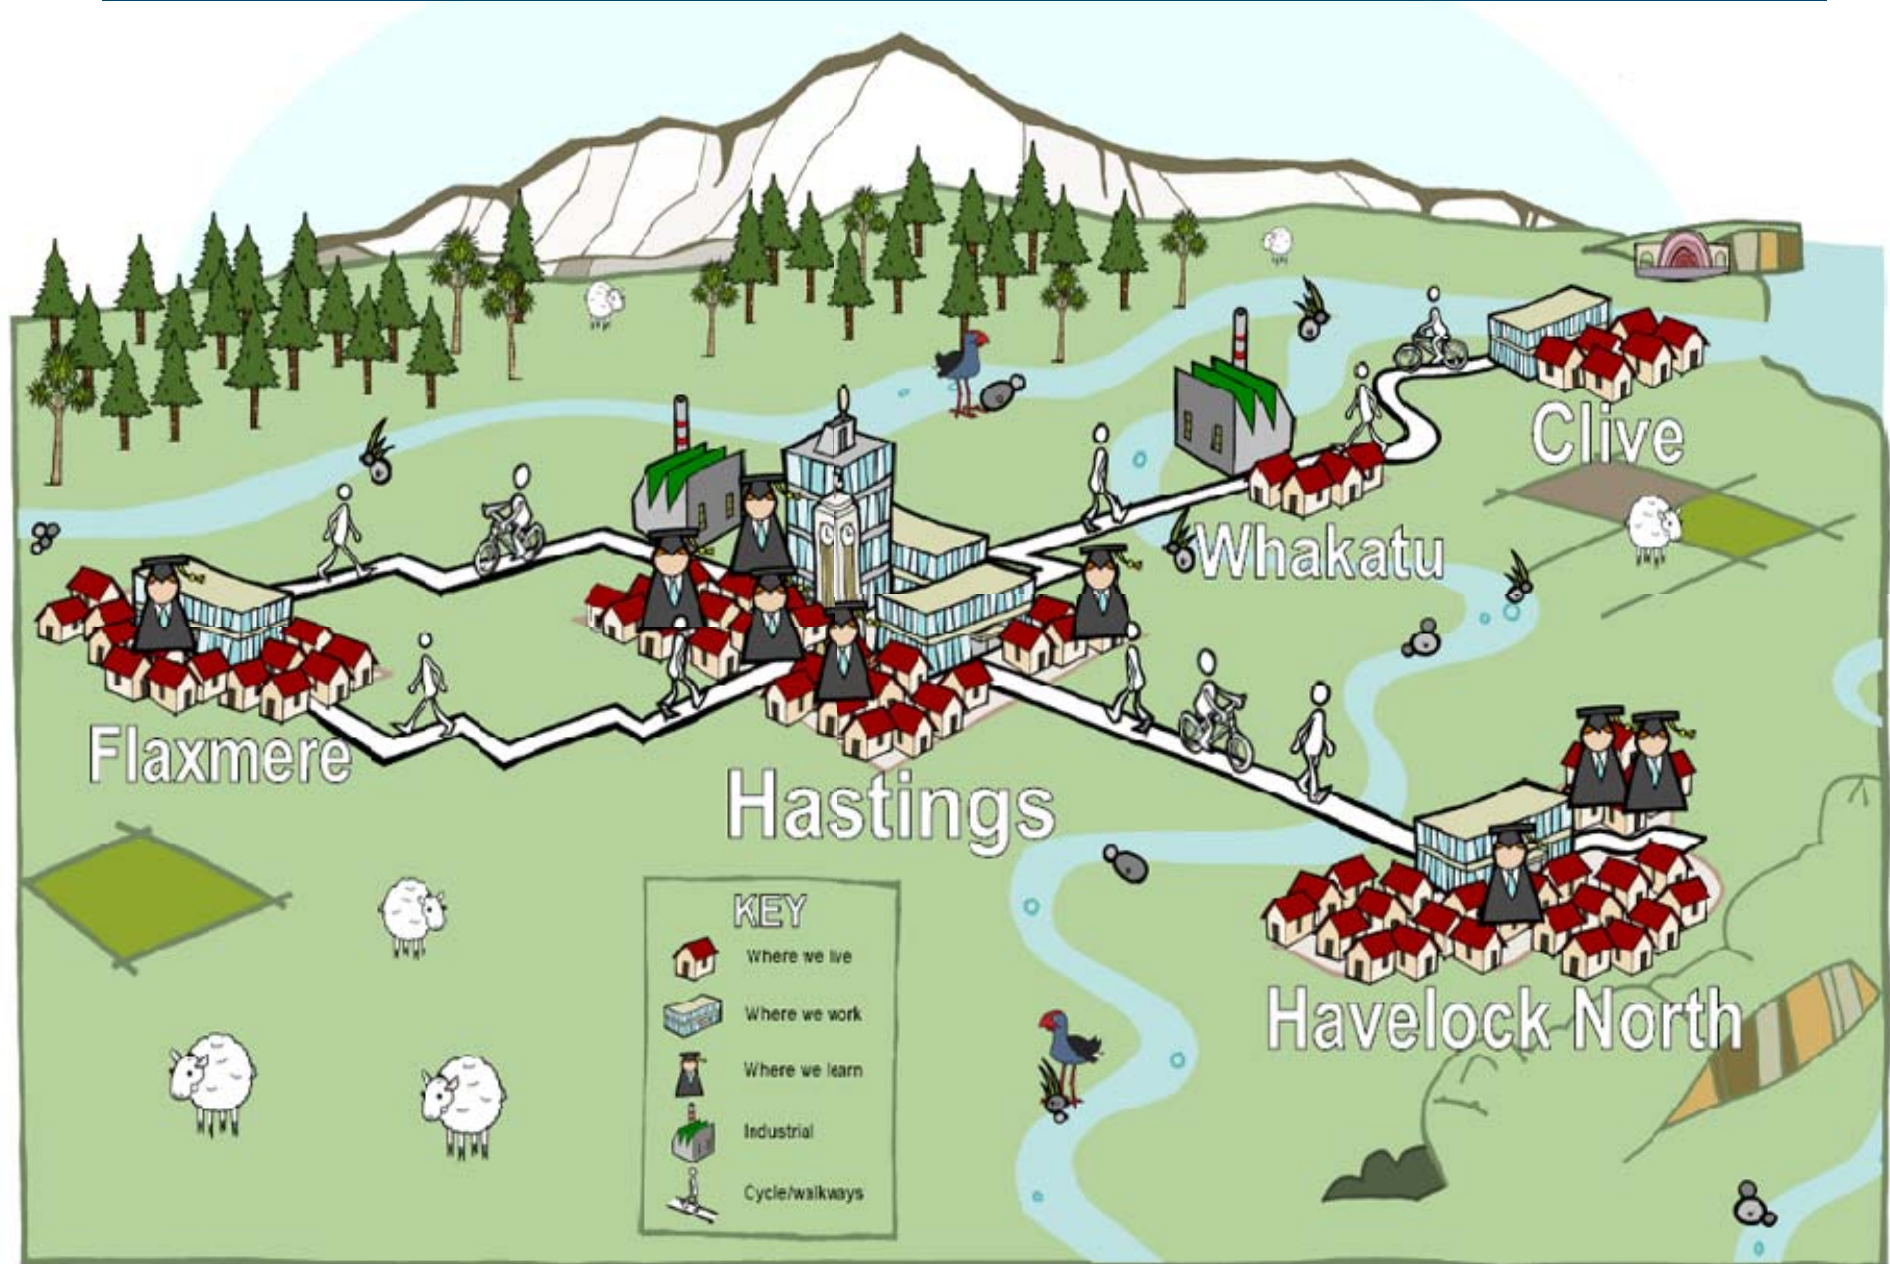 Clive
Whakatu
Flaxmere
Hastings
Havelock North
KEY
Where we live
Where we work
Where we learn
Industrial
Cycle/walkways